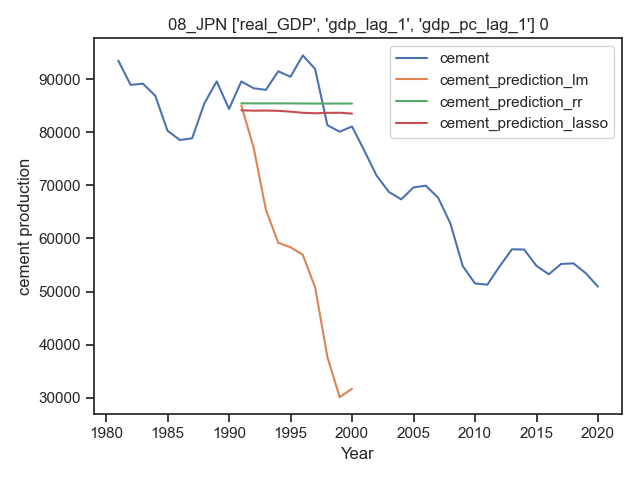 08_JPN ['real_GDP', 'gdp_lag_1', 'gdp_pc_lag_1'] 0
cement
cement_prediction_lm
cement_prediction_rr
cement_prediction_lasso
cement production
90000
80000
70000
60000
50000
40000
30000
1980 1985 1990 1995 2000 2005 2010 2015 2020
Year